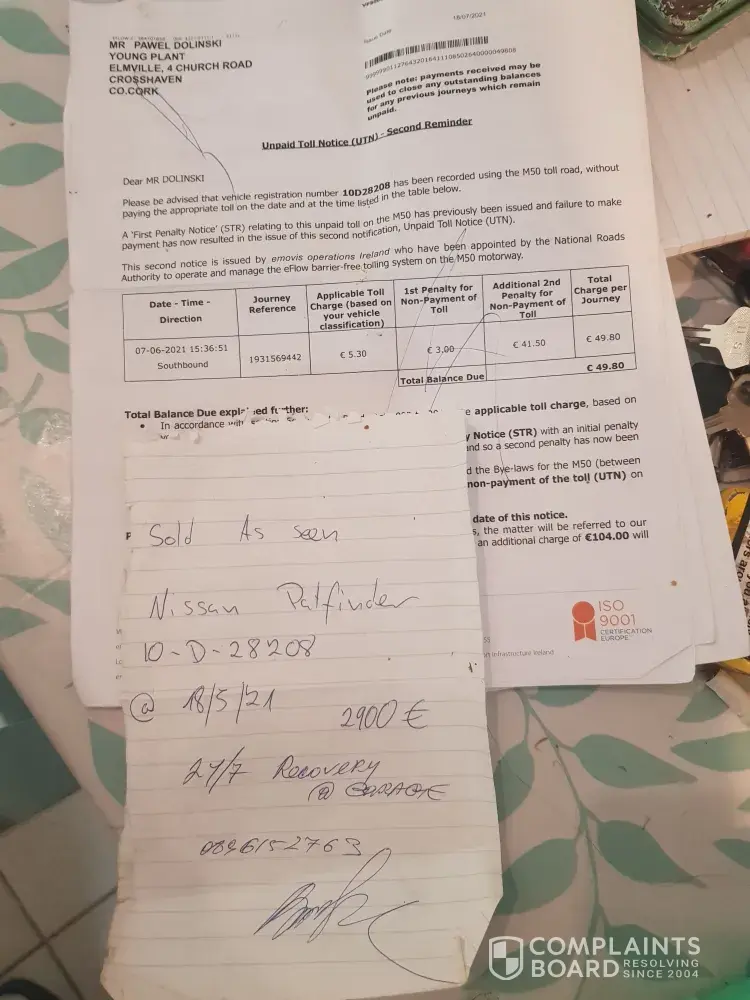 18/07/2021
Issue Date
MR PAWEL DOLINSKI
YOUNG PLANT
ELMVILLE, 4 CHURCH ROAD
CROSSHAVEN
CO.CORK
Please note: payments received may be
used to close any outstanding balances
for any previous journeys which remain
unpaid.
Unpaid Toll Notice (UTN) - Second Reminder
Dear MR DOLINSKI
Please be advised that vehicle registration number 10D28208 has been recorded using the M50 toll road, without
paying the appropriate toll on the date and at the time listed in the table below.
A 'First Penalty Notice' (STR) relating to this unpaid toll on the M50 has previously been issued and failure to make
payment has now resulted in the issue of this second notification, Unpaid Toll Notice (UTN).
This second notice is issued by emovis operations Ireland who have been appointed by the National Roads
Authority to operate and manage the eFlow barrier-free tolling system on the M50 motorway.
Date - Time - Direction
Journey Reference
Applicable Toll Charge (based on your vehicle classification)
1st Penalty for Non-Payment of Toll
Additional 2nd Penalty for Non-Payment of Toll
Total Charge per Journey
07-06-2021 15:36:51 Southbound
1931569442
€ 5.30
€ 3.00
€ 41.50
€ 49.80
Total Balance Due
€ 49.80
Total Balance Due explained further:
• In accordance with
e applicable toll charge, based on
y Notice (STR) with an initial penalty
and so a second penalty has now been
d the Bye-laws for the M50 (between
non-payment of the toll (UTN) on
date of this notice.
s, the matter will be referred to our
an additional charge of €104.00 will
ISO
9001
CERTIFICATION
EUROPE
Infrastructure Ireland
Sold As seen
Nissan Patfinder
10-D-28208
@ 18/5/21
2900 €
24/7 Recovery
@ GARAGE
0896152763
COMPLAINTS
BOARD RESOLVING
SINCE 2004